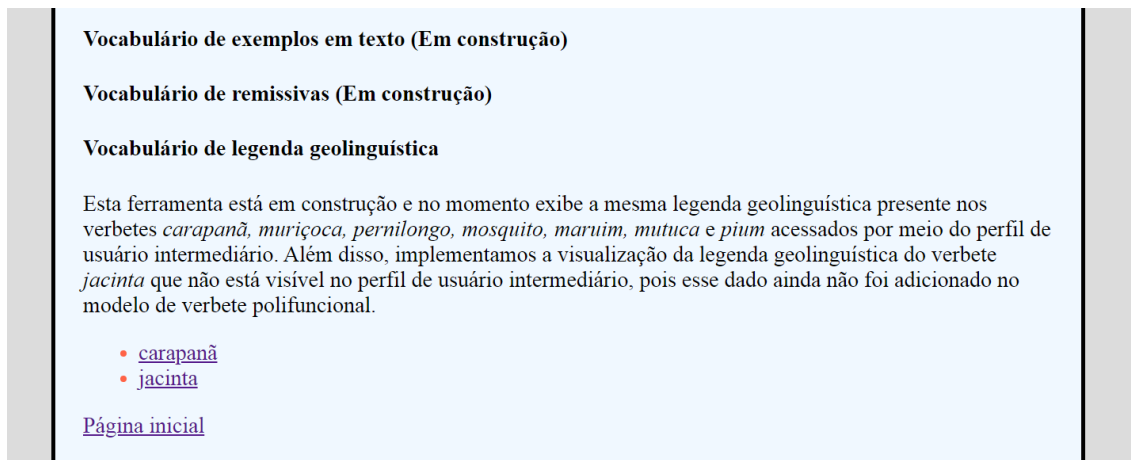 Vocabulário de exemplos em texto (Em construção)
Vocabulário de remissivas (Em construção)
Vocabulário de legenda geolinguística
Esta ferramenta está em construção e no momento exibe a mesma legenda geolinguística presente nos
verbetes carapanã, muriçoca, pernilongo, mosquito, maruim, mutuca e pium acessados por meio do perfil de
usuário intermediário. Além disso, implementamos a visualização da legenda geolinguística do verbete
jacinta que não está visível no perfil de usuário intermediário, pois esse dado ainda não foi adicionado no
modelo de verbete polifuncional.
• carapanã
• jacinta
Página inicial